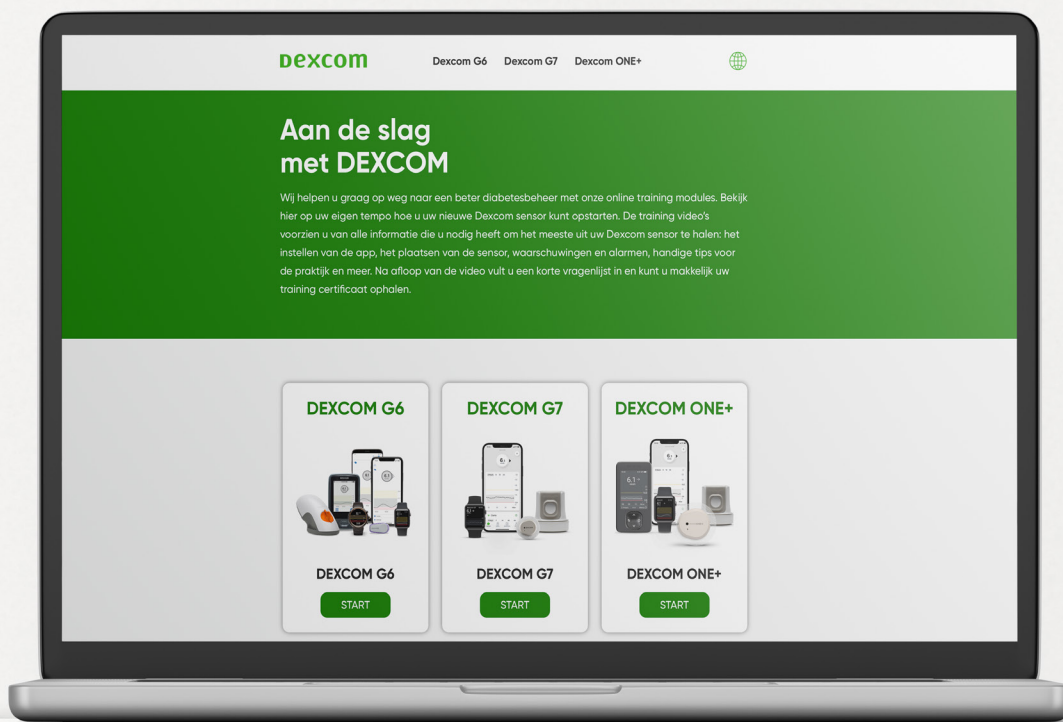 Dexcom
Dexcom G6 Dexcom G7 Dexcom ONE+
Aan de slag
met DEXCOM
Wij helpen u graag op weg naar een beter diabetesbeheer met onze online training modules. Bekijk
hier op uw eigen tempo hoe u uw nieuwe Dexcom sensor kunt opstarten. De training video's
voorzien u van alle informatie die u nodig heeft om het meeste uit uw Dexcom sensor te halen: het
instellen van de app, het plaatsen van de sensor, waarschuwingen en alarmen, handige tips voor
de praktijk en meer. Na afloop van de video vult u een korte vragenlijst in en kunt u makkelijk uw
training certificaat ophalen.
DEXCOM G6 DEXCOM G7 DEXCOM ONE+
DEXCOM G6 DEXCOM G7 DEXCOM ONE+
START START START